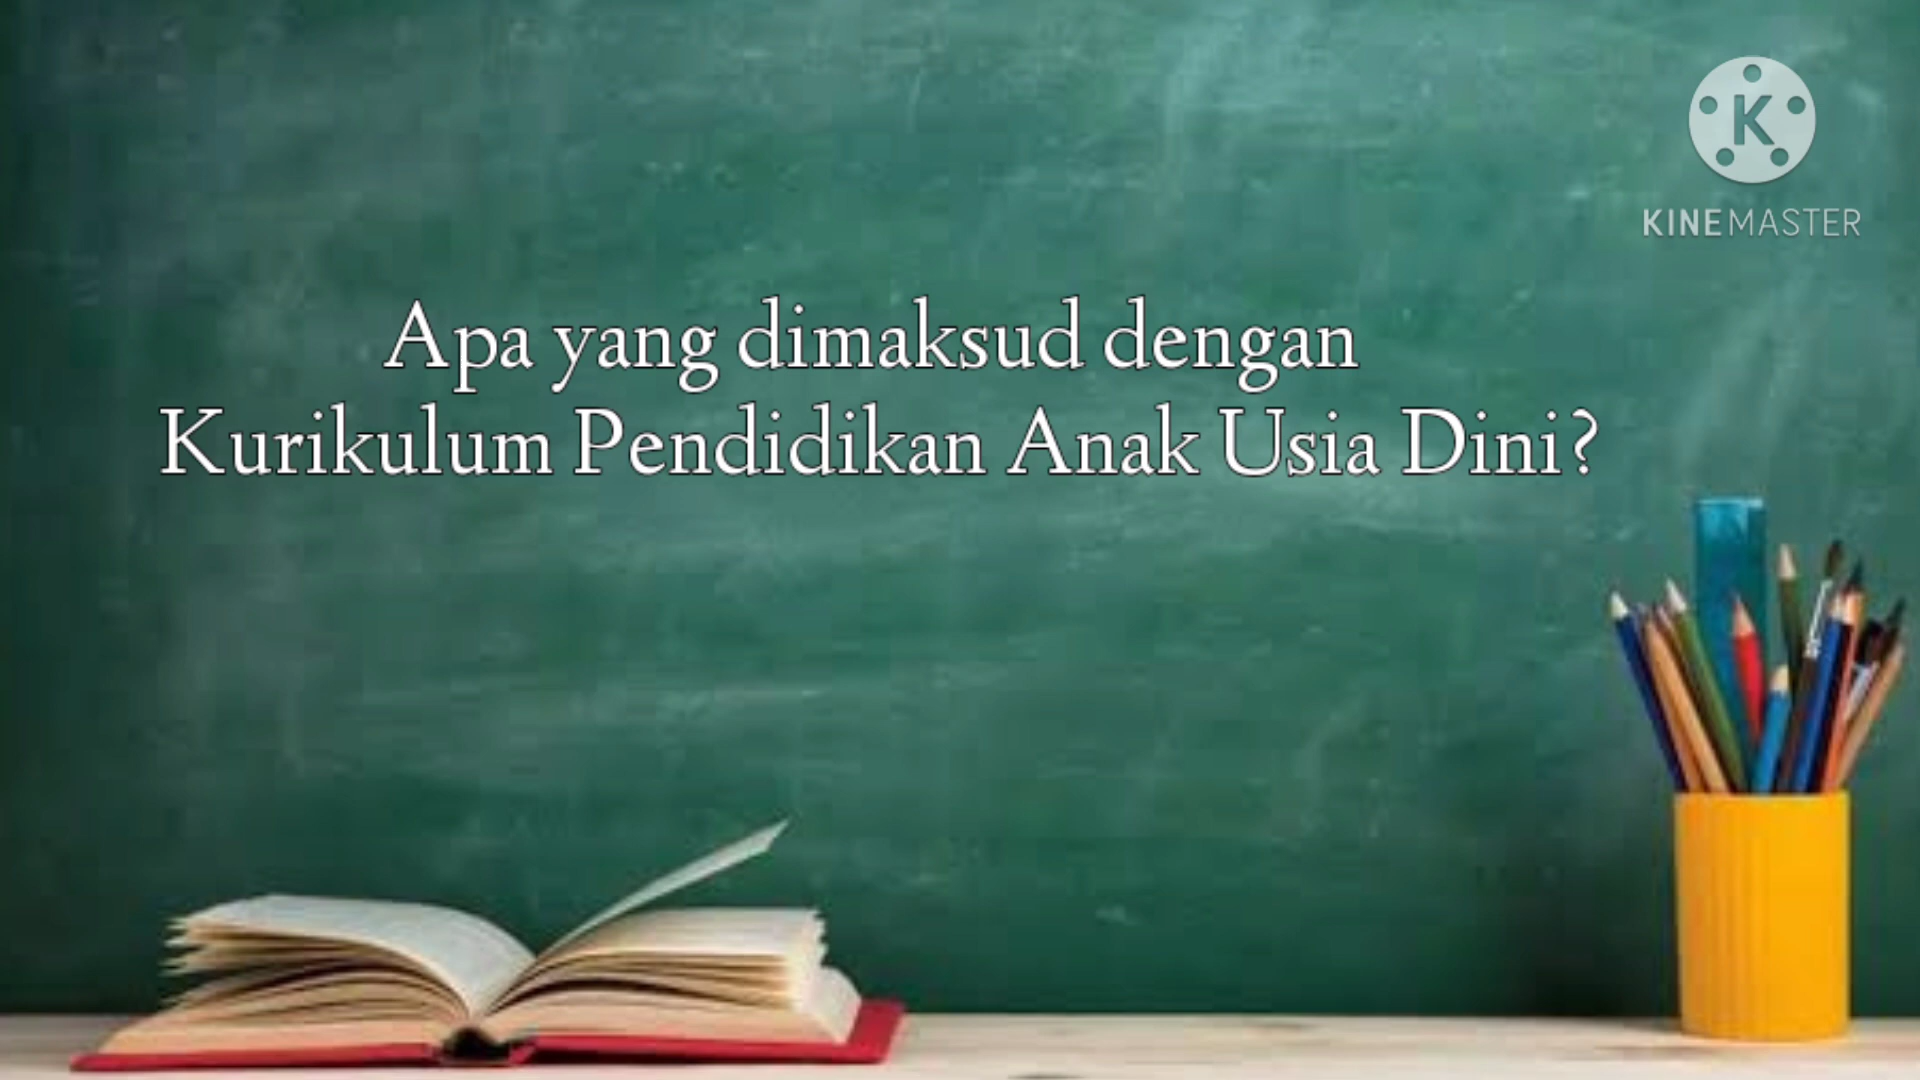 K
KINEMASTER
Apa yang dimaksud dengan
Kurikulum Pendidikan Anak Usia Dini?